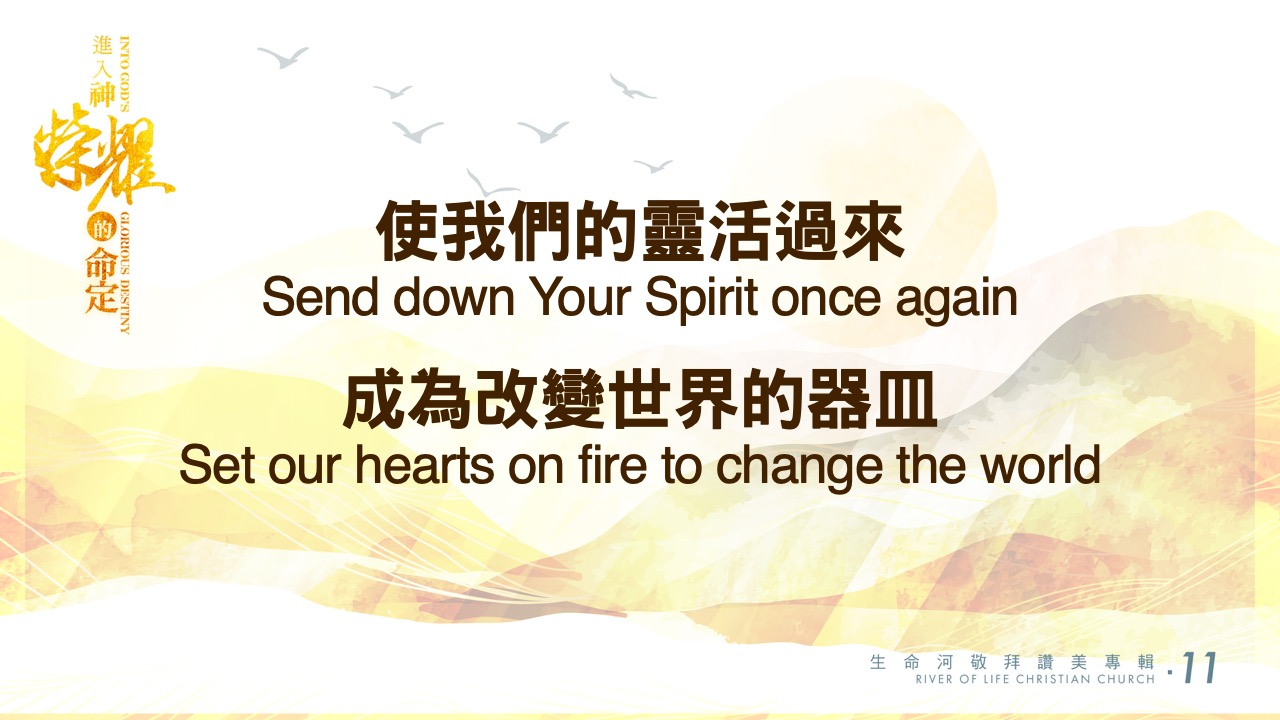 進入神
INTO GOD'S
榮耀
的
命定
GLORIOUS DESTINY
使我們的靈活過來
Send down Your Spirit once again
成為改變世界的器皿
Set our hearts on fire to change the world
生命河敬拜讚美專輯
RIVER OF LIFE CHRISTIAN CHURCH
·11